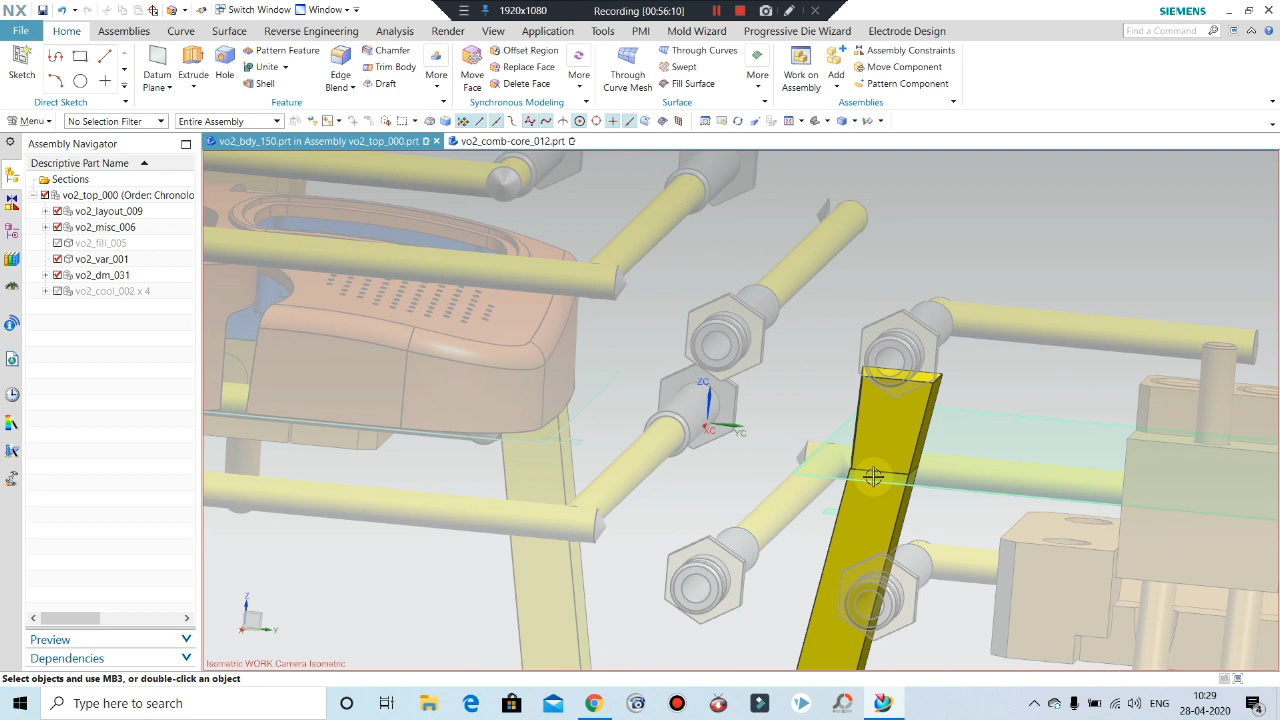 NX
Switch Window
Window
1920x1080
Recording [00:56:10]
SIEMENS
File
Home
Assemblies
Curve
Surface
Reverse Engineering
Analysis
Render
View
Application
Tools
PMI
Mold Wizard
Progressive Die Wizard
Electrode Design
Find a Command
Sketch
Direct Sketch
Datum Plane
Extrude
Hole
Pattern Feature
Unite
Shell
Edge Blend
Chamfer
Trim Body
Draft
More
Feature
Move Face
Offset Region
Replace Face
Delete Face
More
Synchronous Modeling
Through Curve Mesh
Through Curves
Swept
Fill Surface
More
Surface
Work on Assembly
Add
Assembly Constraints
Move Component
Pattern Component
Assemblies
Menu
No Selection Filter
Entire Assembly
Assembly Navigator
vo2_bdy_150.prt in Assembly vo2_top_000.prt
vo2_comb-core_012.prt
Descriptive Part Name
Sections
vo2_top_000 (Order: Chronolo
vo2_layout_009
vo2_misc_006
vo2_fill_005
vo2_var_001
vo2_dm_031
vo2_cool_002 x 4
ZC
XC
YC
Z
X
Y
Isometric WORK Camera Isometric
Preview
Dependencies
Select objects and use MB3, or double-click an object
Type here to search
ENG
10:29
28-04-2020
4